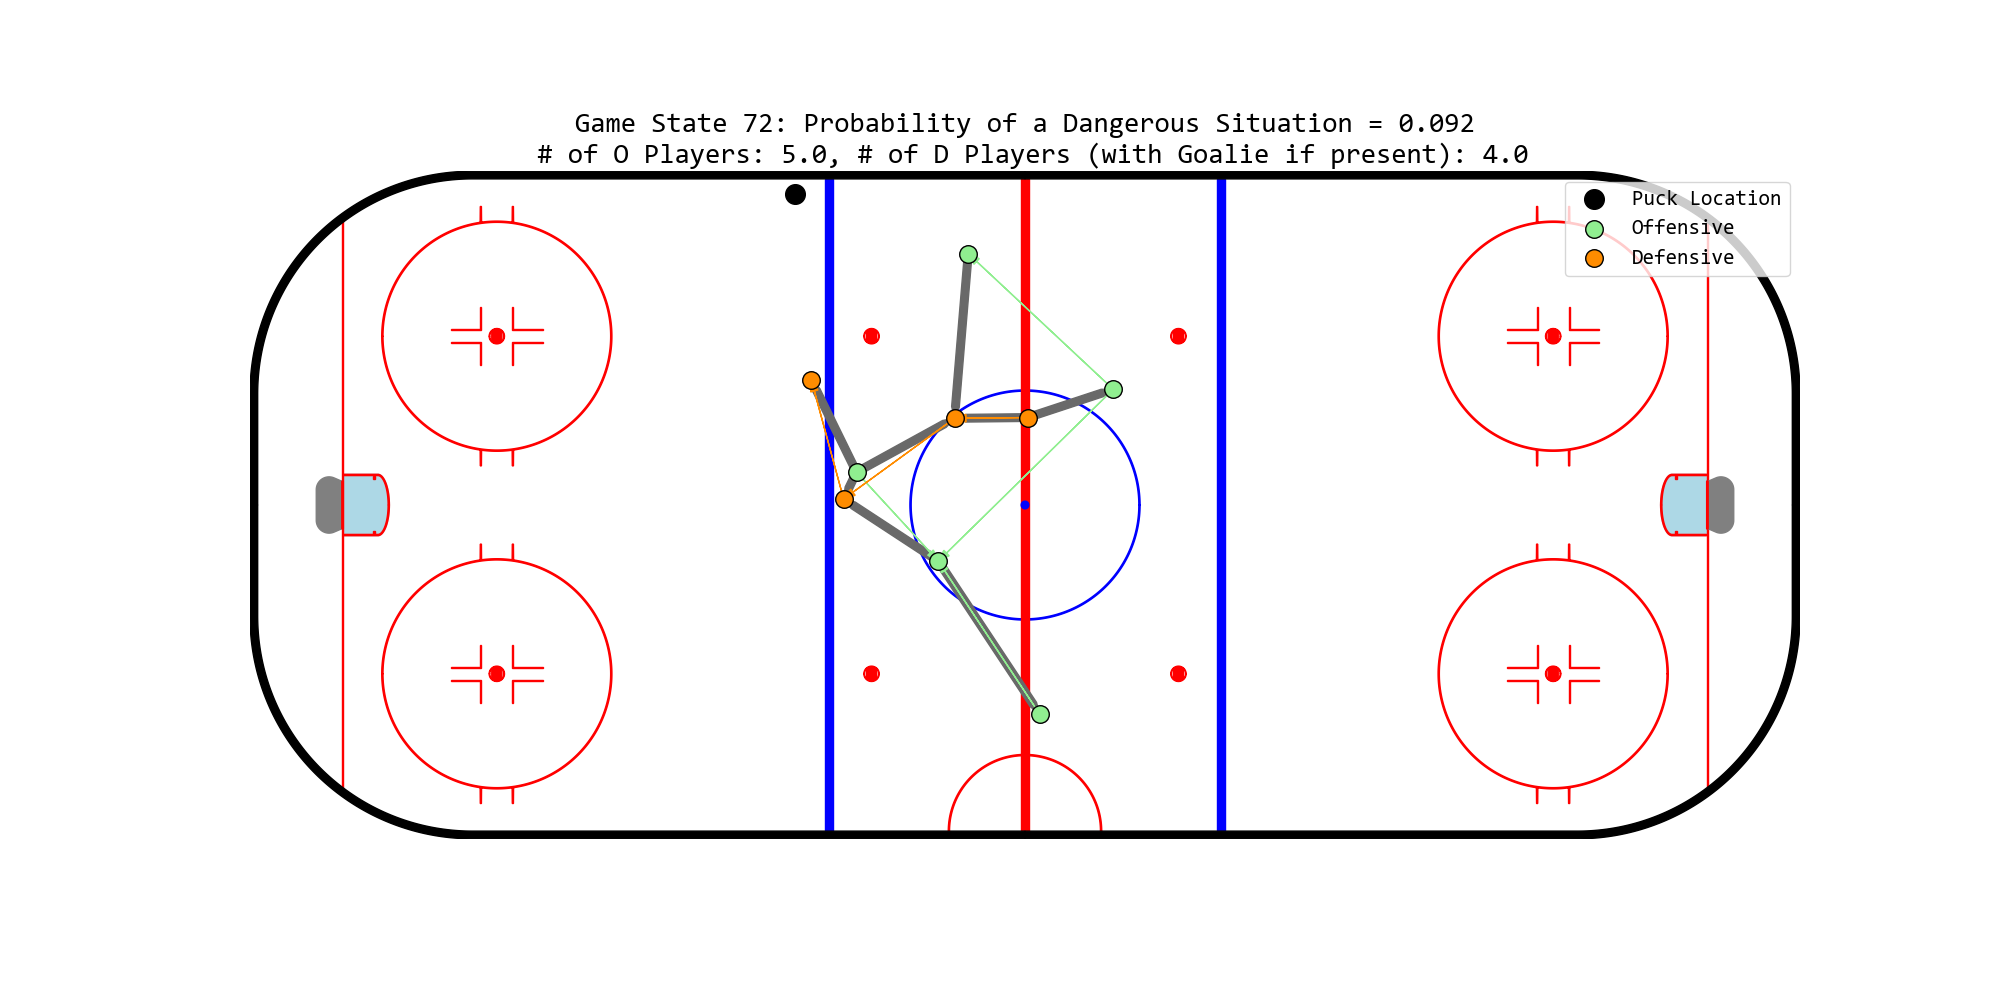 Game State 72: Probability of a Dangerous Situation = 0.092
# of O Players: 5.0, # of D Players (with Goalie if present): 4.0
Puck Location
Offensive
Defensive